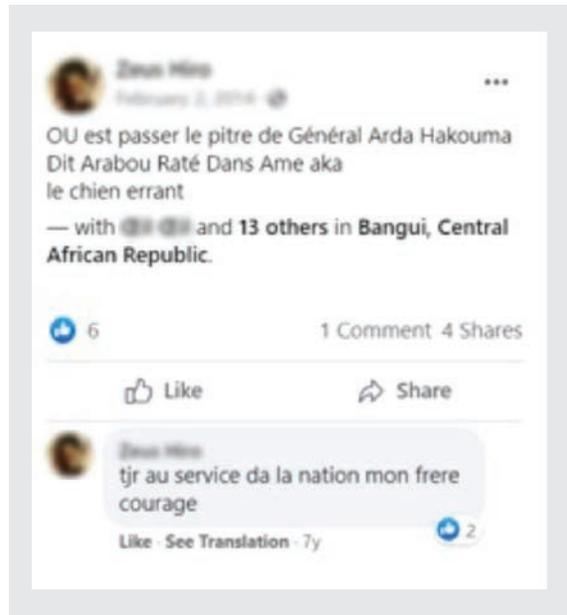 OU est passer le pitre de Général Arda Hakouma
Dit Arabou Raté Dans Ame aka
le chien errant
— with and 13 others in Bangui, Central
African Republic.
6
1 Comment 4 Shares
Like
Share
tjr au service da la nation mon frere
courage
Like · See Translation · 7y
2